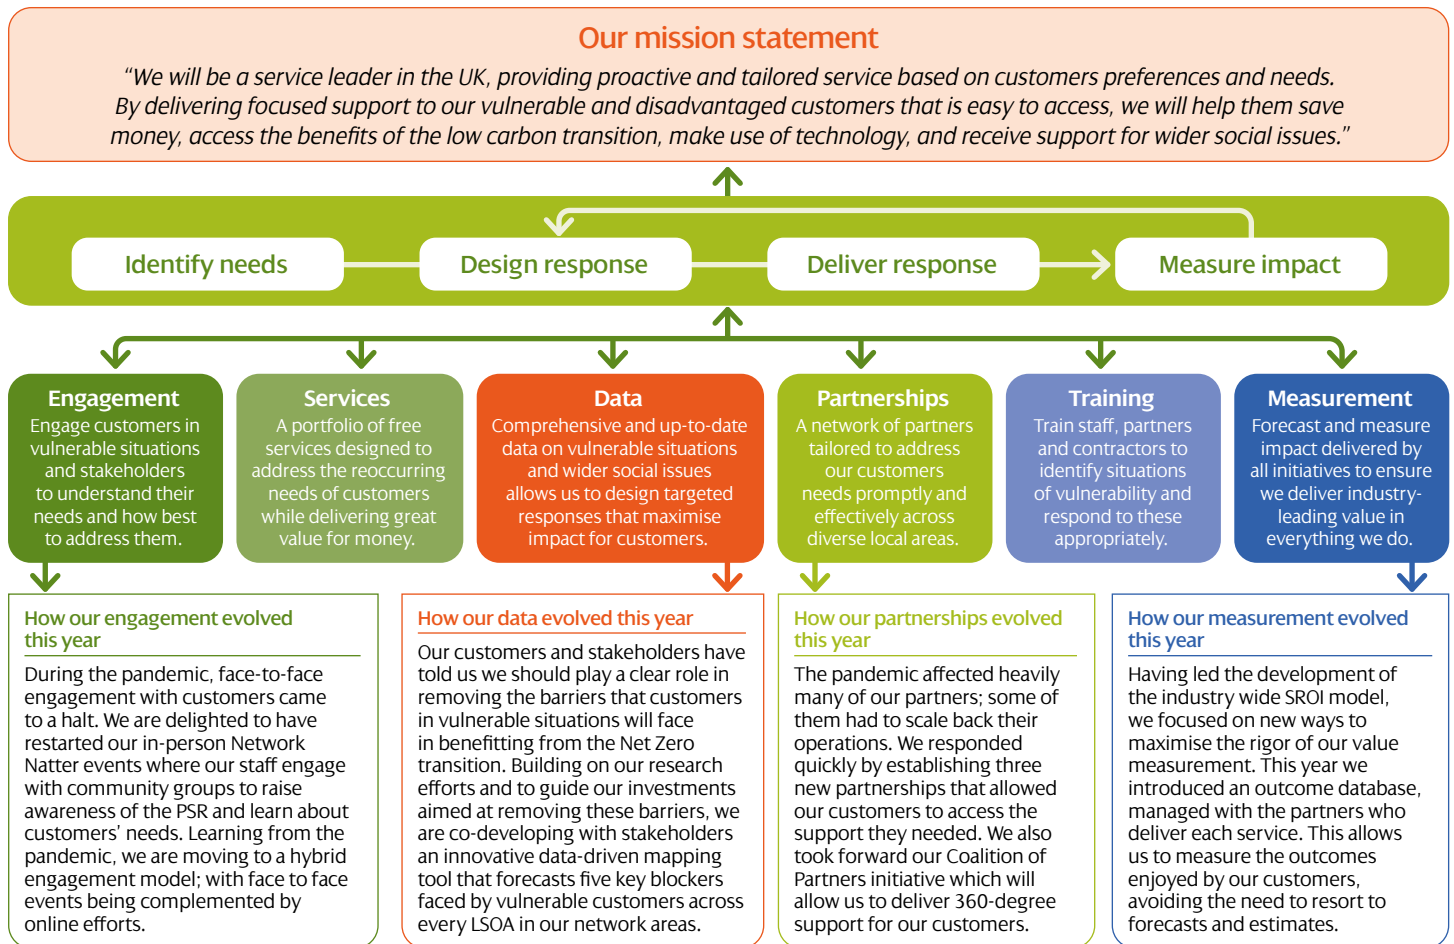 Our mission statement
“We will be a service leader in the UK, providing proactive and tailored service based on customers preferences and needs.
By delivering focused support to our vulnerable and disadvantaged customers that is easy to access, we will help them save
money, access the benefits of the low carbon transition, make use of technology, and receive support for wider social issues.”
Identify needs
Design response
Deliver response
Measure impact
Engagement
Engage customers in
vulnerable situations
and stakeholders
to understand their
needs and how best
to address them.
Services
A portfolio of free
services designed to
address the reoccurring
needs of customers
while delivering great
value for money.
Data
Comprehensive and up-to-date
data on vulnerable situations
and wider social issues
allows us to design targeted
responses that maximise
impact for customers.
Partnerships
A network of partners
tailored to address
our customers
needs promptly and
effectively across
diverse local areas.
Training
Train staff, partners
and contractors to
identify situations
of vulnerability and
respond to these
appropriately.
Measurement
Forecast and measure
impact delivered by
all initiatives to ensure
we deliver industry-
leading value in
everything we do.
How our engagement evolved
this year
During the pandemic, face-to-face
engagement with customers came
to a halt. We are delighted to have
restarted our in-person Network
Natter events where our staff engage
with community groups to raise
awareness of the PSR and learn about
customers’ needs. Learning from the
pandemic, we are moving to a hybrid
engagement model; with face to face
events being complemented by
online efforts.
How our data evolved this year
Our customers and stakeholders have
told us we should play a clear role in
removing the barriers that customers
in vulnerable situations will face
in benefitting from the Net Zero
transition. Building on our research
efforts and to guide our investments
aimed at removing these barriers, we
are co-developing with stakeholders
an innovative data-driven mapping
tool that forecasts five key blockers
faced by vulnerable customers across
every LSOA in our network areas.
How our partnerships evolved
this year
The pandemic affected heavily
many of our partners; some of
them had to scale back their
operations. We responded
quickly by establishing three
new partnerships that allowed
our customers to access the
support they needed. We also
took forward our Coalition of
Partners initiative which will
allow us to deliver 360-degree
support for our customers.
How our measurement evolved
this year
Having led the development of
the industry wide SROI model,
we focused on new ways to
maximise the rigor of our value
measurement. This year we
introduced an outcome database,
managed with the partners who
deliver each service. This allows
us to measure the outcomes
enjoyed by our customers,
avoiding the need to resort to
forecasts and estimates.